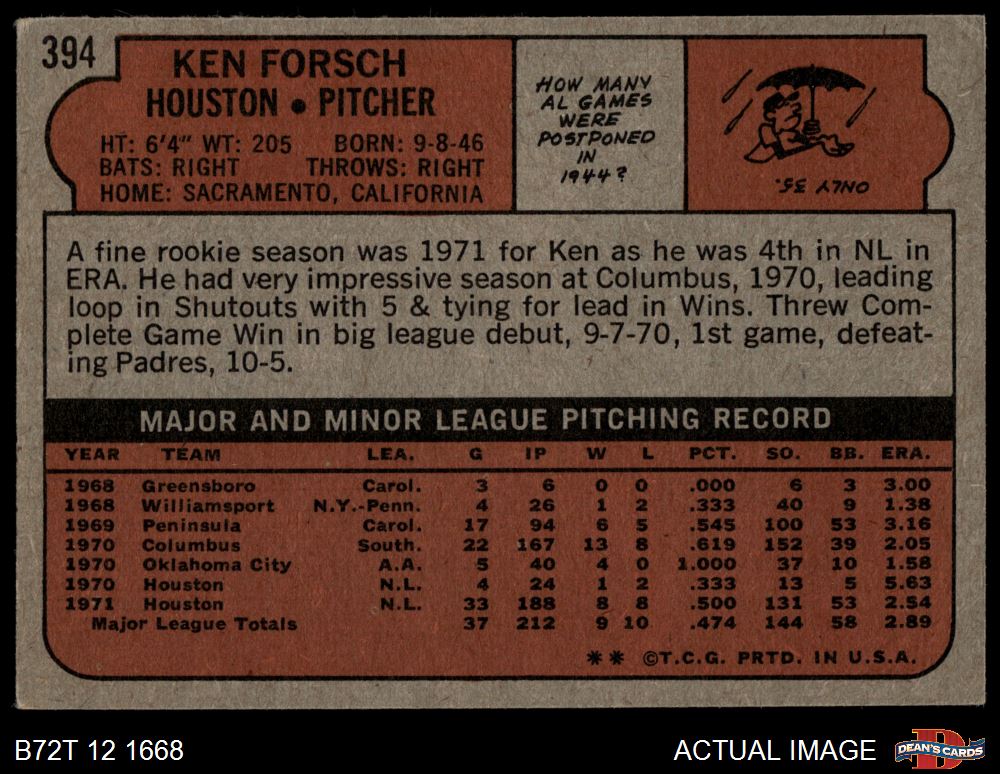 394
KEN FORSCH
HOUSTON • PITCHER
HT: 6'4" WT: 205 BORN: 9-8-46
BATS: RIGHT THROWS: RIGHT
HOME: SACRAMENTO, CALIFORNIA
HOW MANY
AL GAMES
WERE
POSTPONED
IN
1944?
ONLY 35.
A fine rookie season was 1971 for Ken as he was 4th in NL in
ERA. He had very impressive season at Columbus, 1970, leading
loop in Shutouts with 5 & tying for lead in Wins. Threw Com-
plete Game Win in big league debut, 9-7-70, 1st game, defeat-
ing Padres, 10-5.
MAJOR AND MINOR LEAGUE PITCHING RECORD
YEAR TEAM LEA. G IP W L PCT. SO. BB. ERA.
1968 Greensboro Carol. 3 6 0 0 .000 6 3 3.00
1968 Williamsport N.Y.-Penn. 4 26 1 2 .333 40 9 1.38
1969 Peninsula Carol. 17 94 6 5 .545 100 53 3.16
1970 Columbus South. 22 167 13 8 .619 152 39 2.05
1970 Oklahoma City A.A. 5 40 4 0 1.000 37 10 1.58
1970 Houston N.L. 4 24 1 2 .333 13 5 5.63
1971 Houston N.L. 33 188 8 8 .500 131 53 2.54
Major League Totals 37 212 9 10 .474 144 58 2.89
** ©T.C.G. PRTD. IN U.S.A.
B72T 12 1668
ACTUAL IMAGE
DEAN'S CARDS